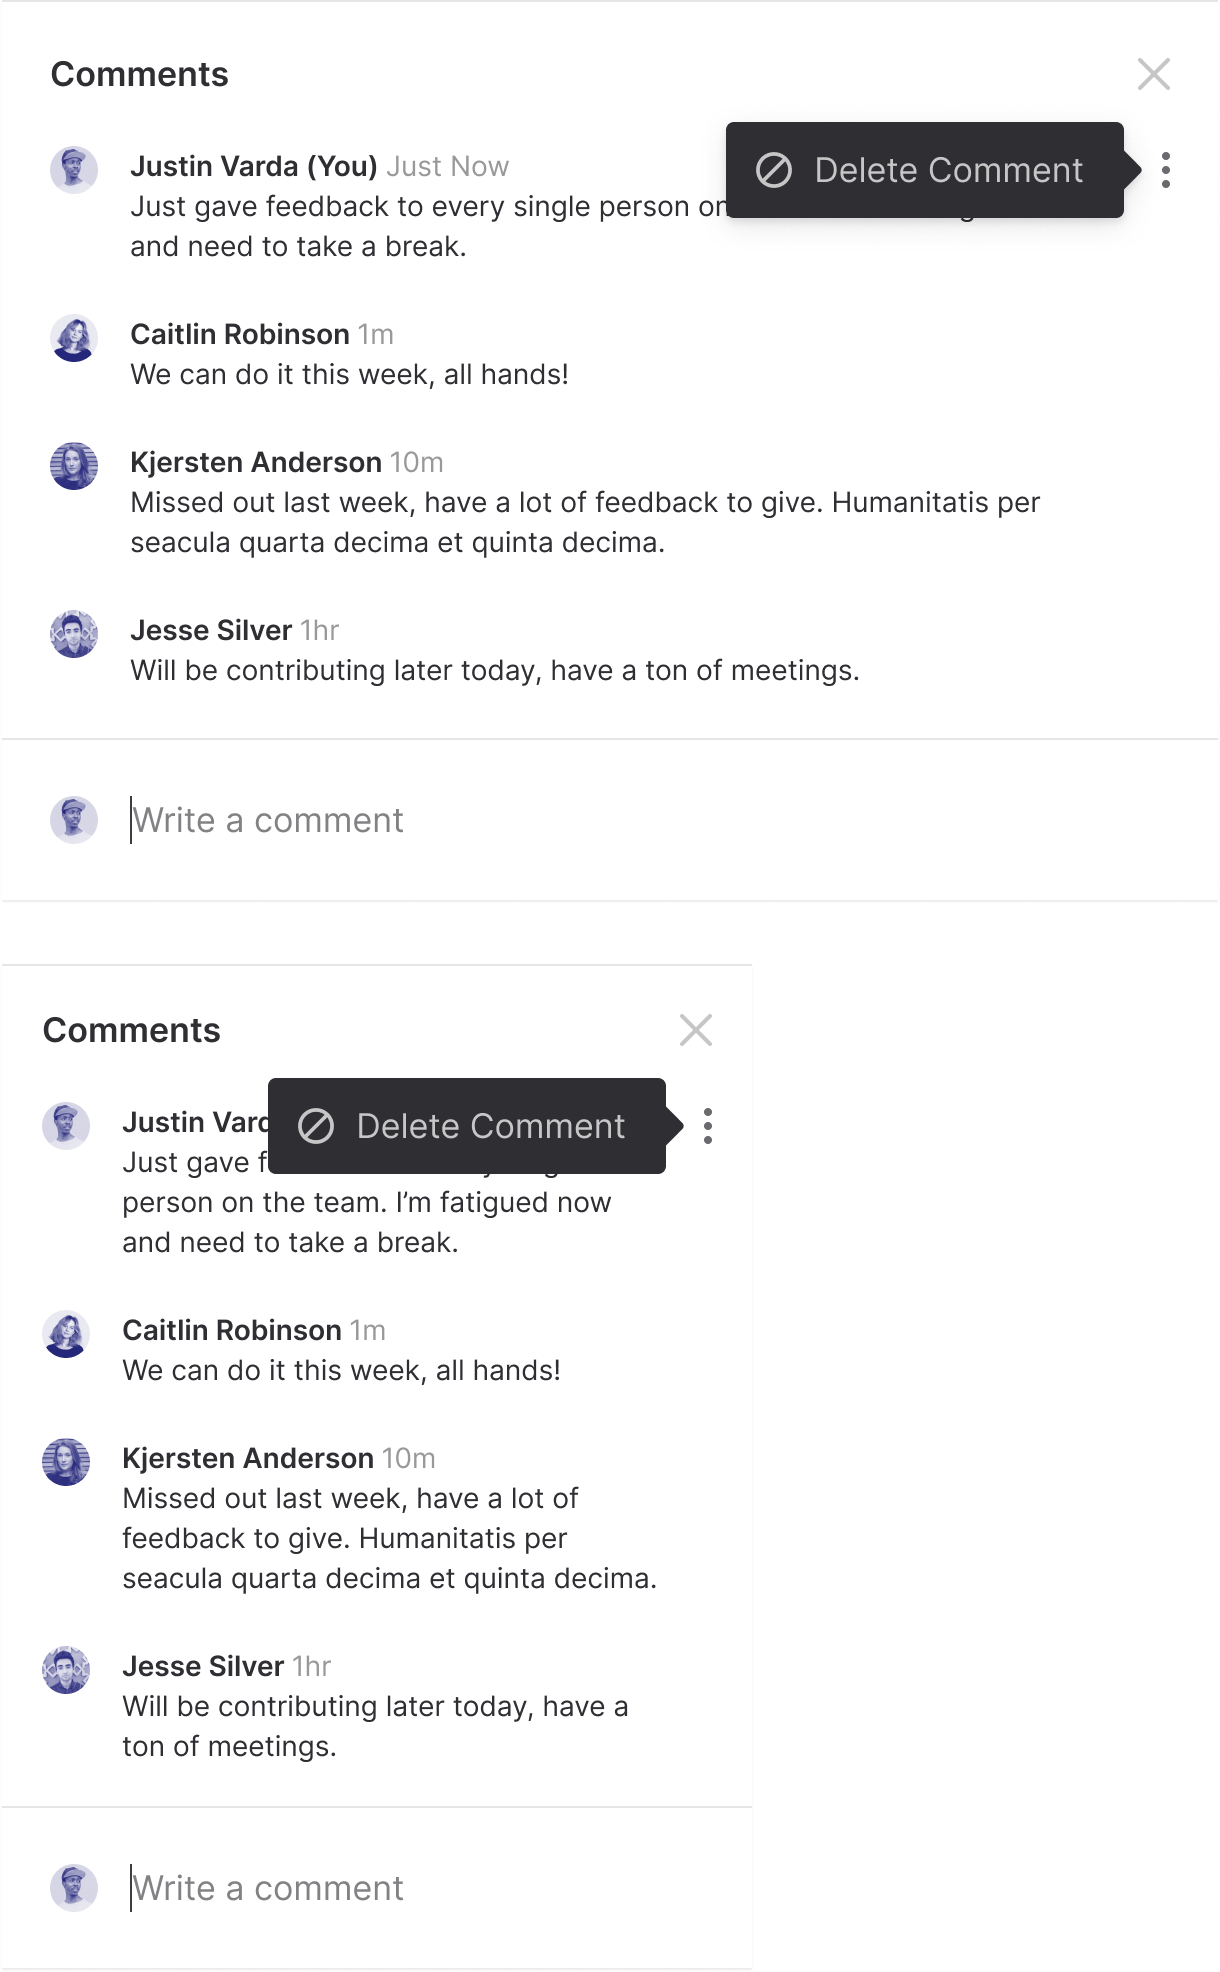 Comments
Justin Varda (You) Just Now
Delete Comment
Just gave feedback to every single person on
and need to take a break.
Caitlin Robinson 1m
We can do it this week, all hands!
Kjersten Anderson 10m
Missed out last week, have a lot of feedback to give. Humanitatis per
seacula quarta decima et quinta decima.
Jesse Silver 1hr
Will be contributing later today, have a ton of meetings.
Write a comment
Comments
Justin
Delete Comment
Just gave
person on the team. I’m fatigued now
and need to take a break.
Caitlin Robinson 1m
We can do it this week, all hands!
Kjersten Anderson 10m
Missed out last week, have a lot of
feedback to give. Humanitatis per
seacula quarta decima et quinta decima.
Jesse Silver 1hr
Will be contributing later today, have a
ton of meetings.
Write a comment